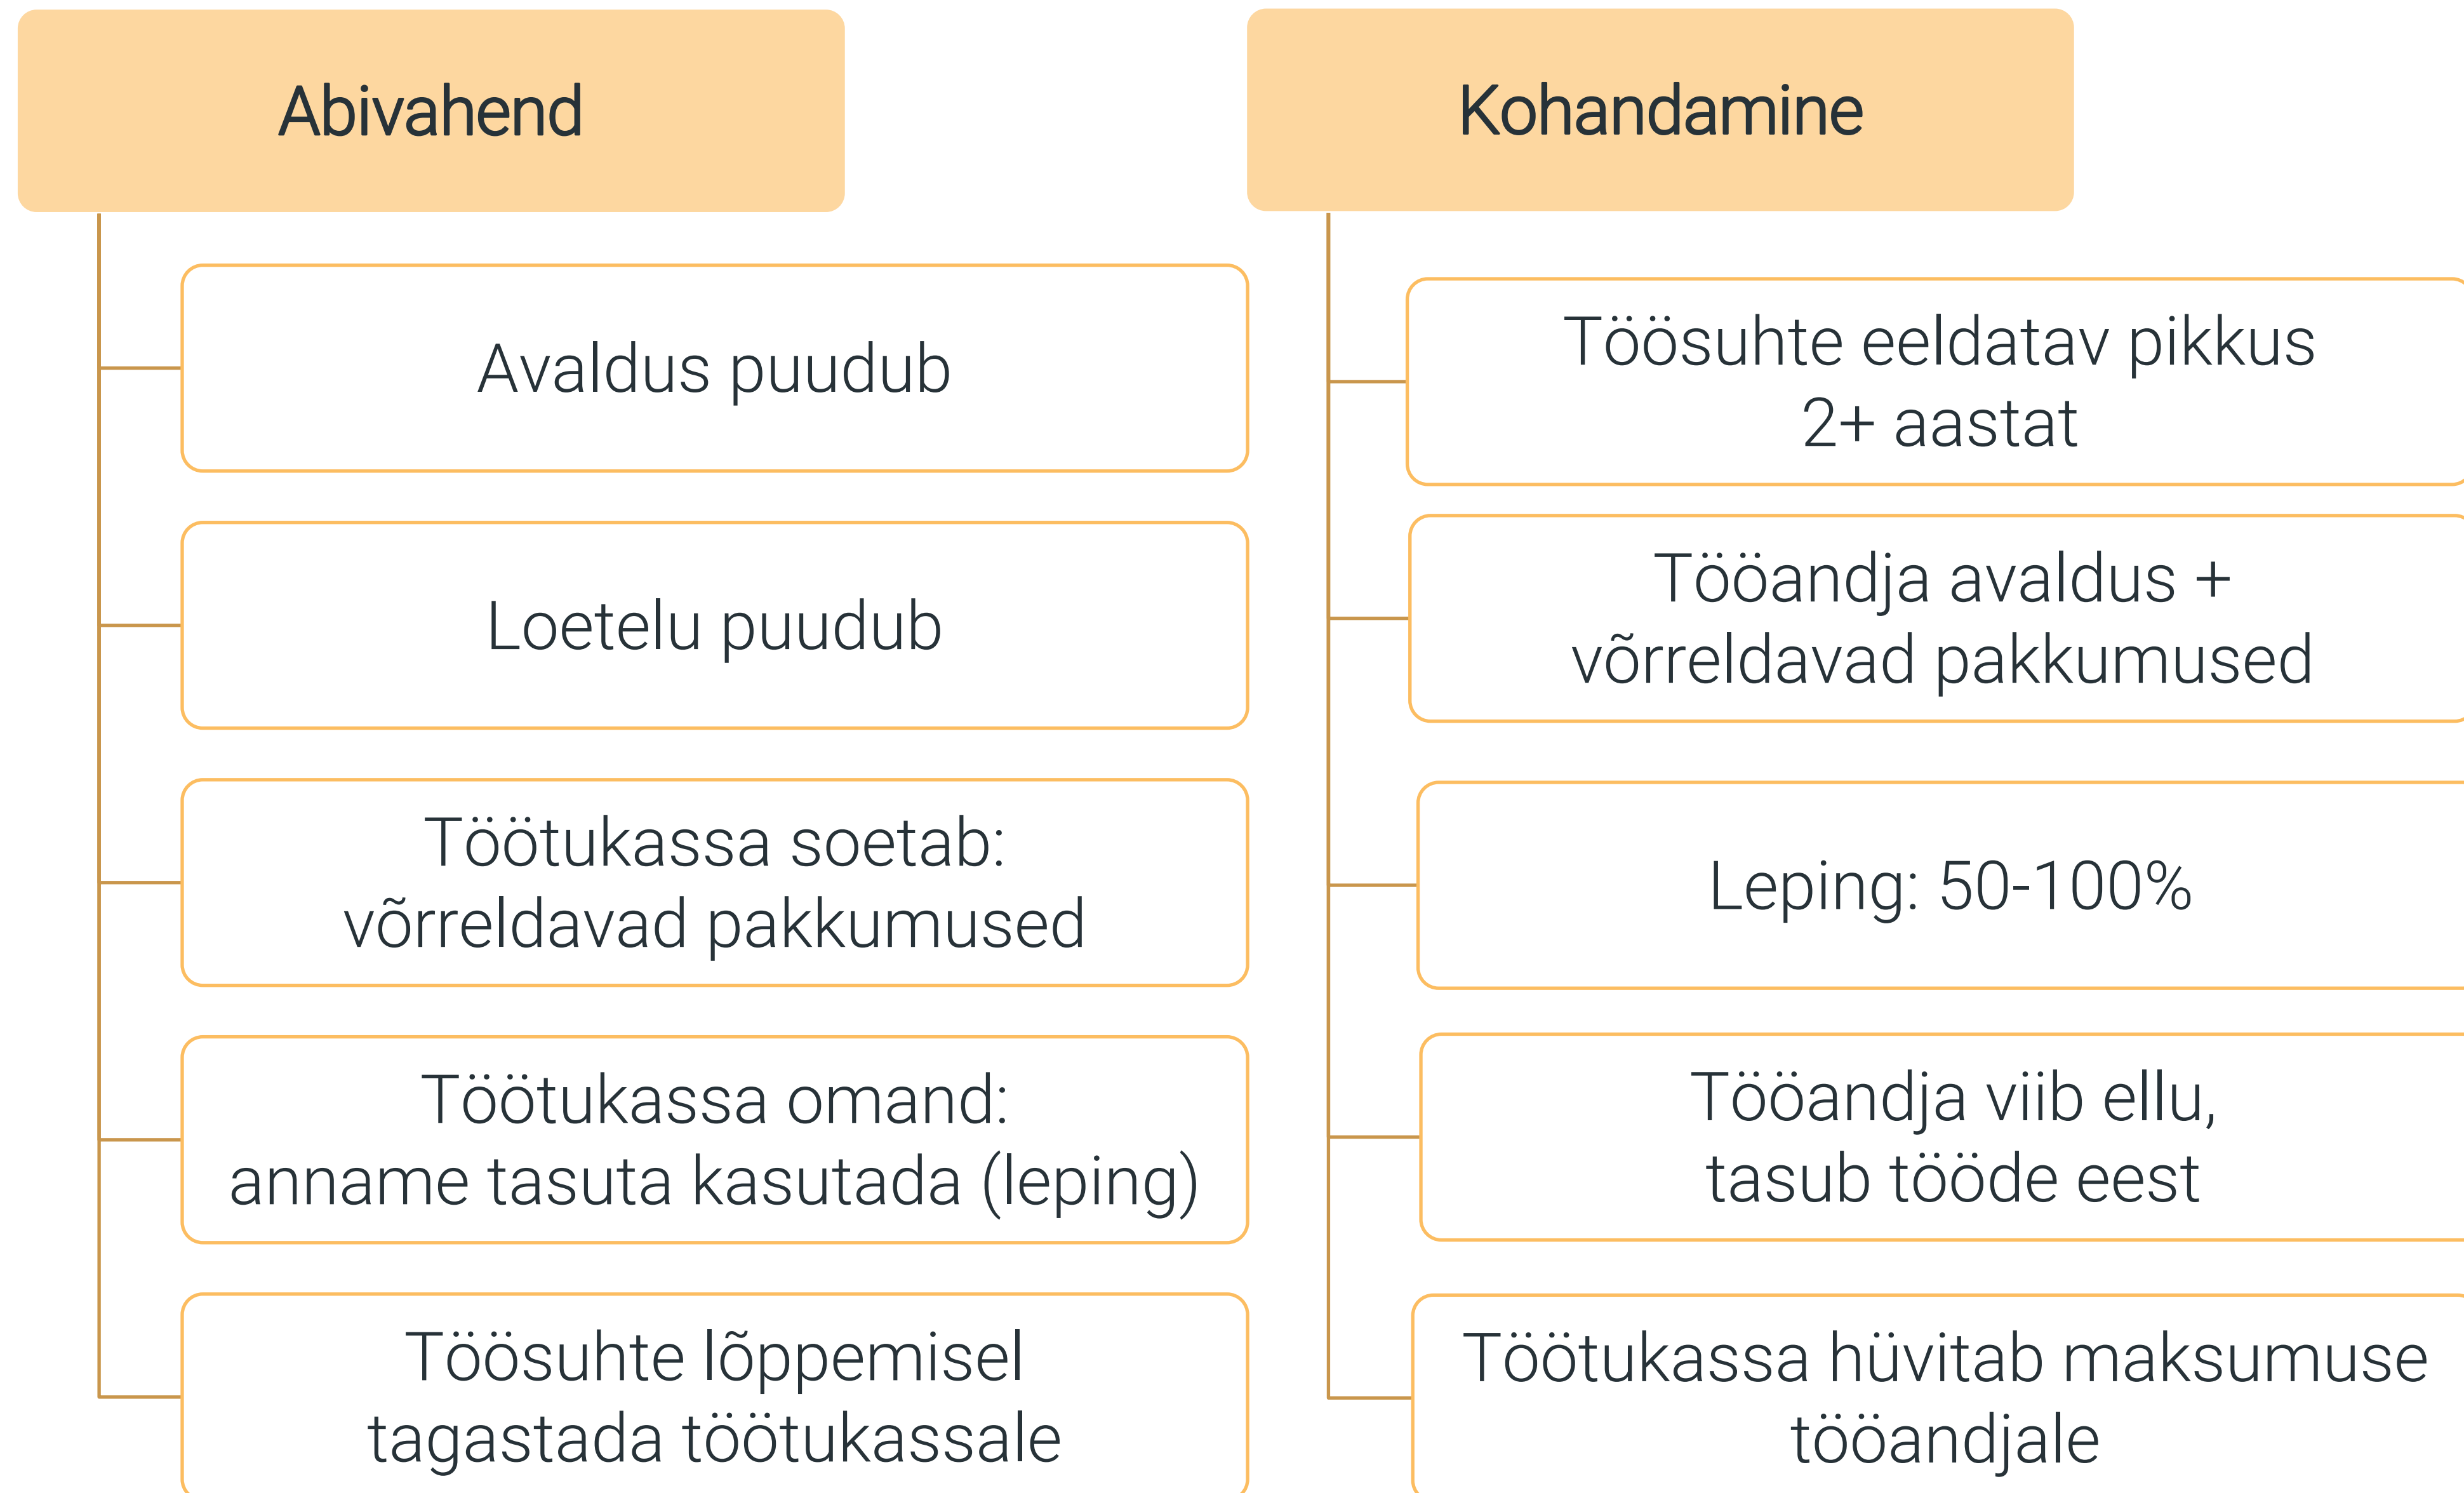 Abivahend
Avaldus puudub
Loetelu puudub
Töötukassa soetab:
võrreldavad pakkumused
Töötukassa omand:
anname tasuta kasutada (leping)
Töösuhte lõppemisel
tagastada töötukassale
Kohandamine
Töösuhte eeldatav pikkus
2+ aastat
Tööandja avaldus +
võrreldavad pakkumused
Leping: 50-100%
Tööandja viib ellu,
tasub tööde eest
Töötukassa hüvitab maksumuse
tööandjale